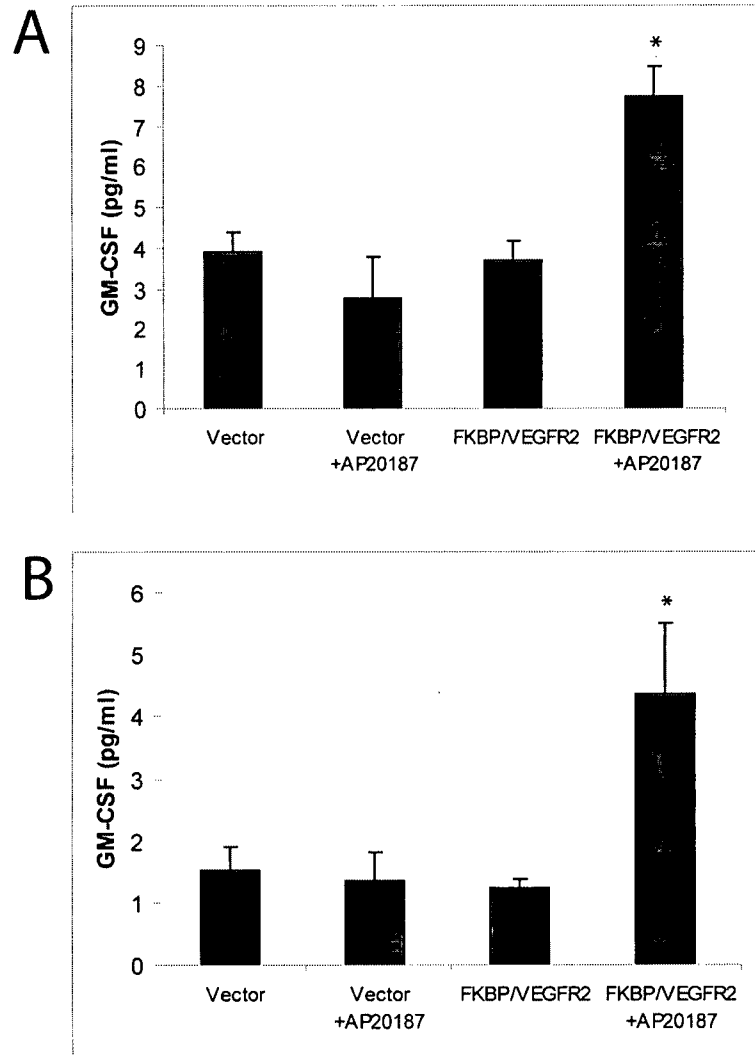 A
GM-CSF (pg/ml)
9
8
7
6
5
4
3
2
1
0
*
Vector
Vector
+AP20187
FKBP/VEGFR2
FKBP/VEGFR2
+AP20187
B
GM-CSF (pg/ml)
6
5
4
3
2
1
0
*
Vector
Vector
+AP20187
FKBP/VEGFR2
FKBP/VEGFR2
+AP20187